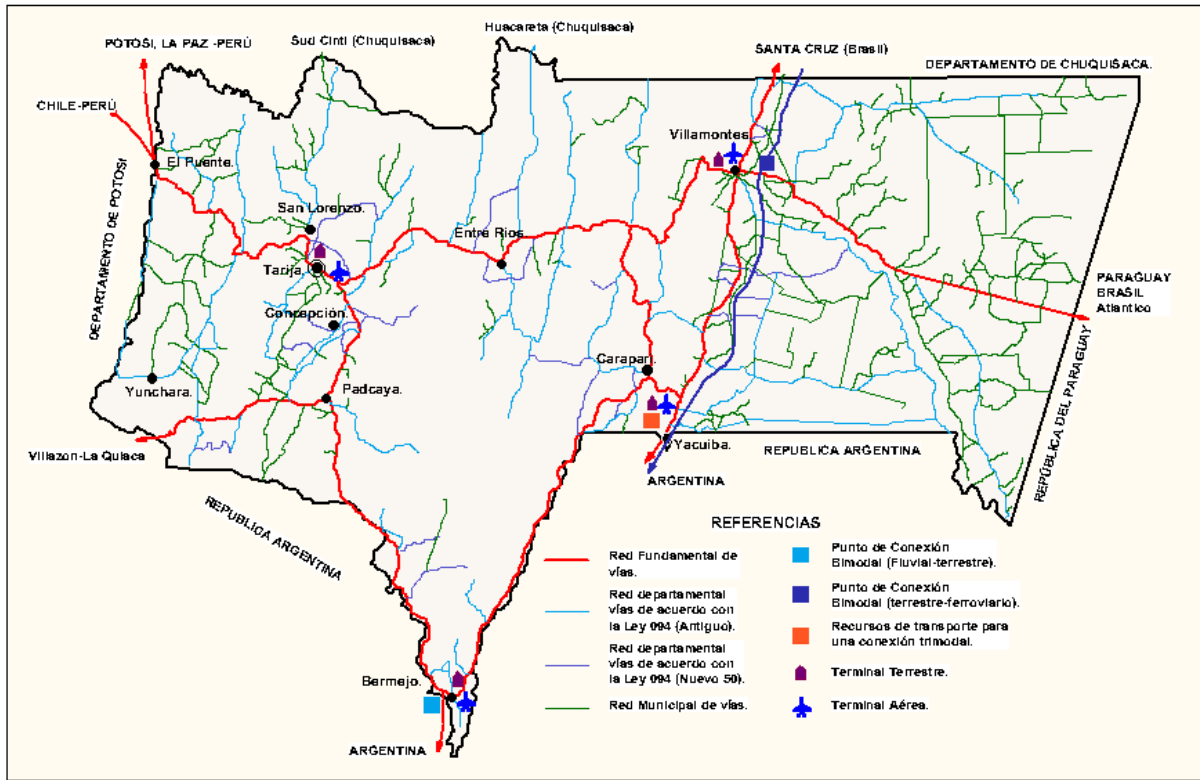 Huacareta (Chuquisaca)
POTOSI, LA PAZ -PERÚ
Sud Cinti (Chuquisaca)
SANTA CRUZ (Brasil)
DEPARTAMENTO DE CHUQUISACA.
CHILE-PERÚ
Villamontes.
El Puente.
DEPARTAMENTO DE POTOSI
San Lorenzo.
Entre Rios.
Tarija.
PARAGUAY
BRASIL
Atlantico
Concepción.
Carapari.
Yunchara.
Padcaya.
REPÚBLICA DEL PARAGUAY
Yacuiba.
REPUBLICA ARGENTINA
Villazon-La Quiaca
ARGENTINA
REPUBLICA ARGENTINA
REFERENCIAS
Red Fundamental de
vías.
Red departamental
vías de acuerdo con
la Ley 094 (Antiguo).
Red departamental
vías de acuerdo con
la Ley 094 (Nuevo 50).
Red Municipal de vías.
Punto de Conexión
Bimodal (Fluvial-terrestre).
Punto de Conexión
Bimodal (terrestre-ferroviario).
Recursos de transporte para
una conexión trimodal.
Terminal Terrestre.
Terminal Aérea.
Bermejo.
ARGENTINA